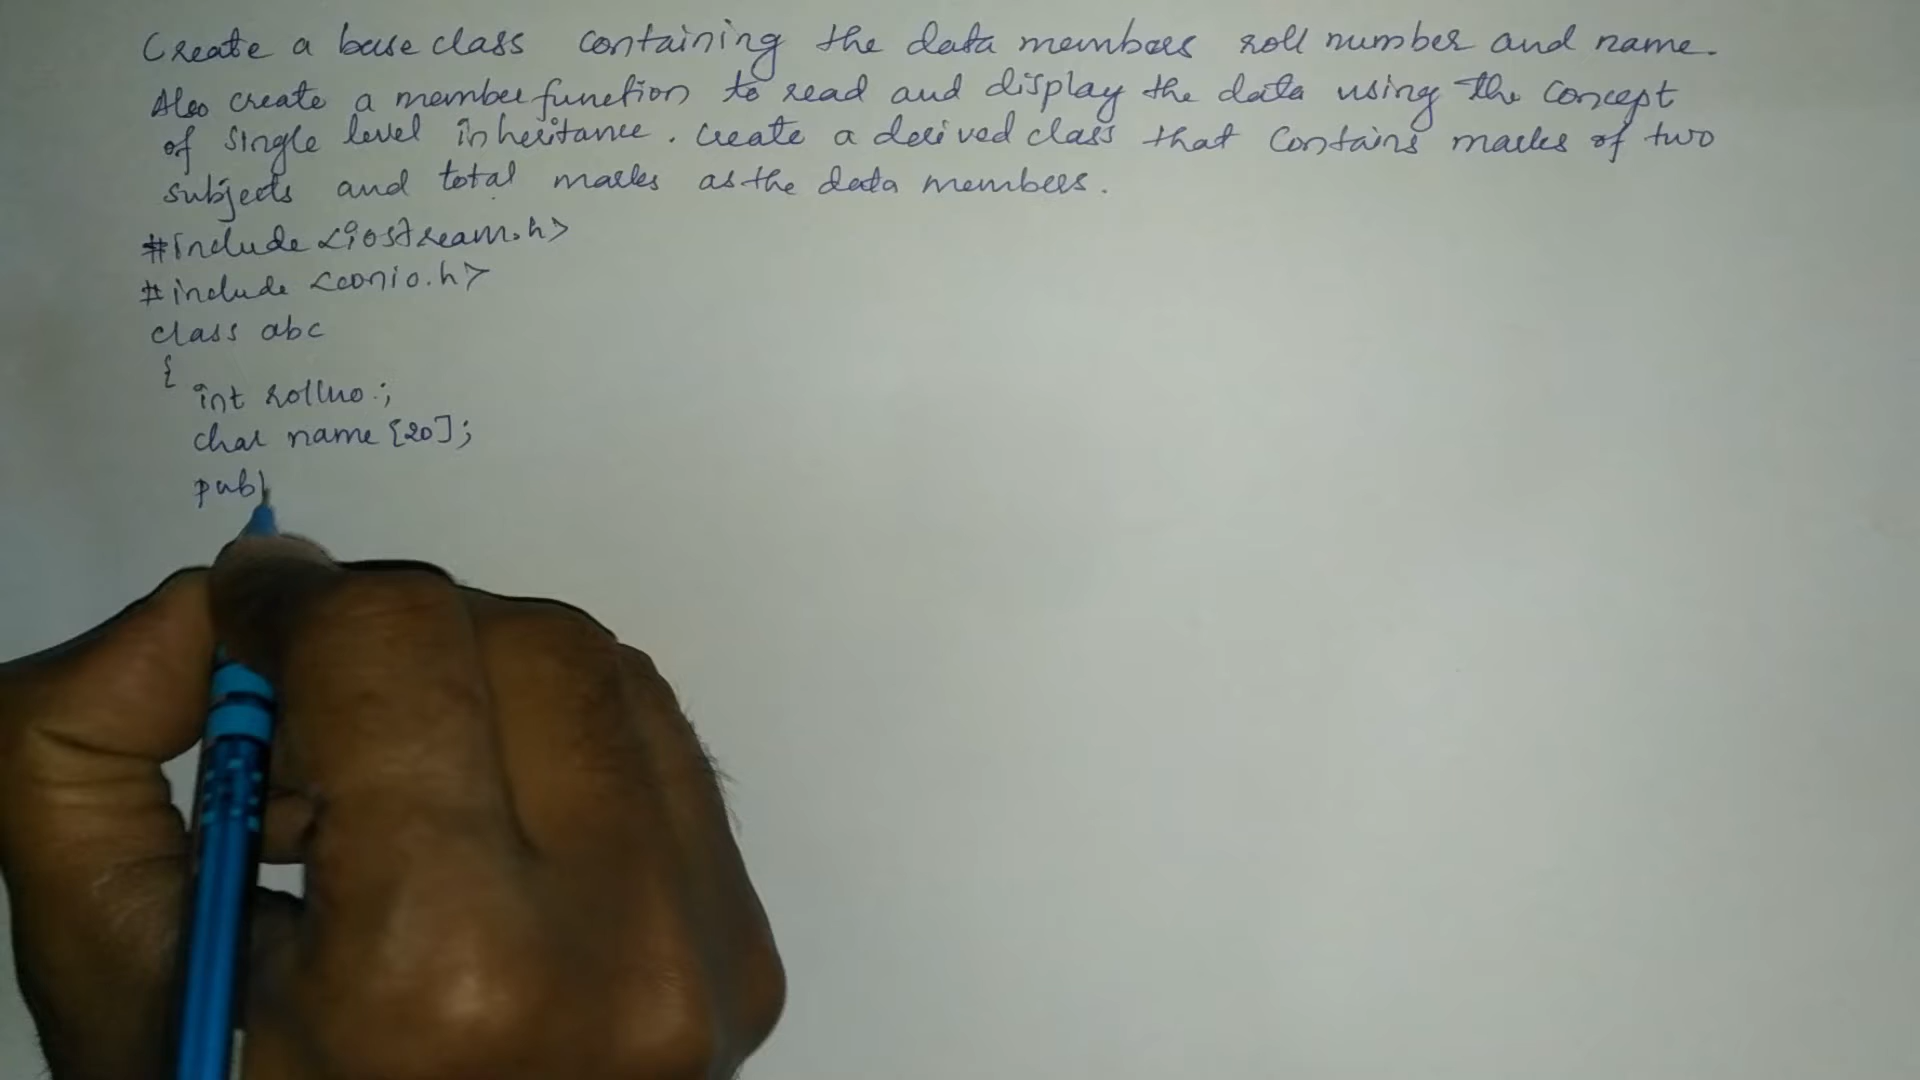 Create a base class containing the data members roll number and name.
Also create a member function to read and display the data using the concept
of single level inheritance. Create a derived class that contains marks of two
subjects and total marks as the data members.
#include <iostream.h>
#include <conio.h>
class abc
{
int rollno.;
char name [20];
publ